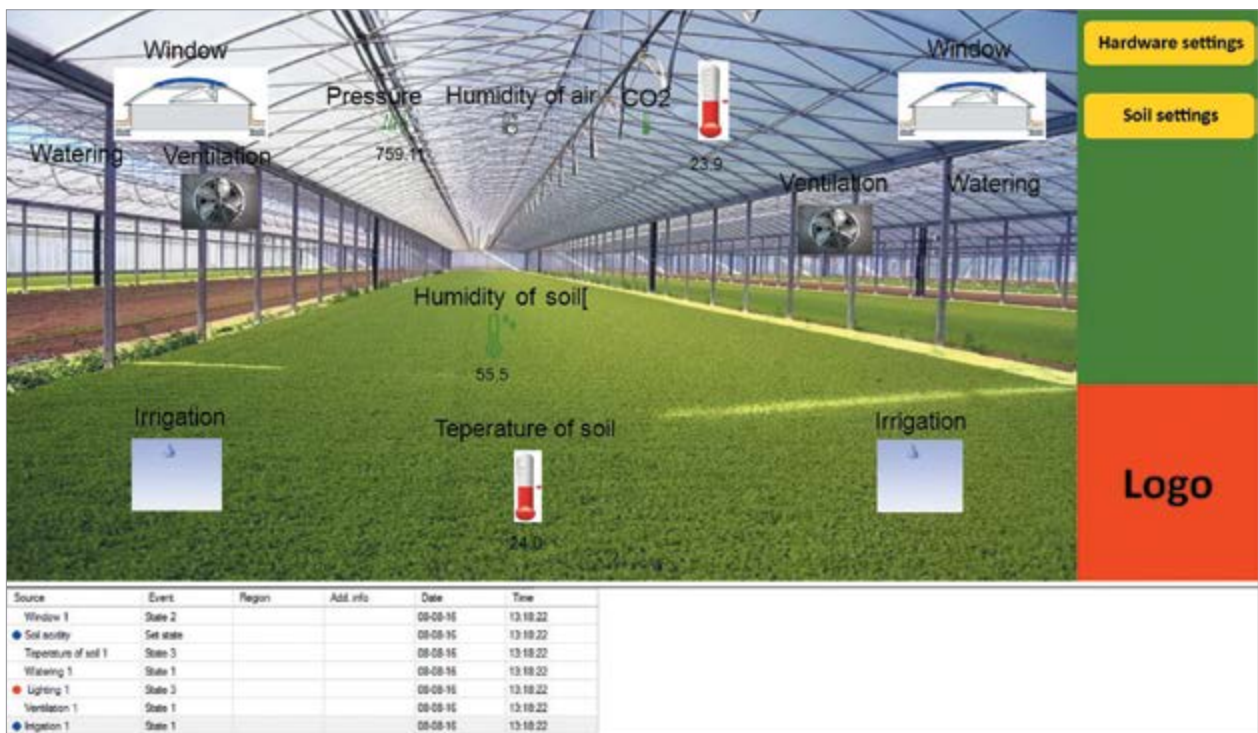 Window
Window
Hardware settings
Pressure
Humidity of air
CO2
Soil settings
759.11
23.9
Watering
Ventilation
Ventilation
Watering
Humidity of soil[
55.5
Irrigation
Teperature of soil
Irrigation
24.0
Logo
Source Event Region Add. info Date Time
Window 1 State 2 08-08-16 13:18:22
Soil acidity Set state 08-08-16 13:18:22
Teperature of soil 1 State 3 08-08-16 13:18:22
Watering 1 State 1 08-08-16 13:18:22
Lighting 1 State 3 08-08-16 13:18:22
Ventilation 1 State 1 08-08-16 13:18:22
Irrigation 1 State 1 08-08-16 13:18:22